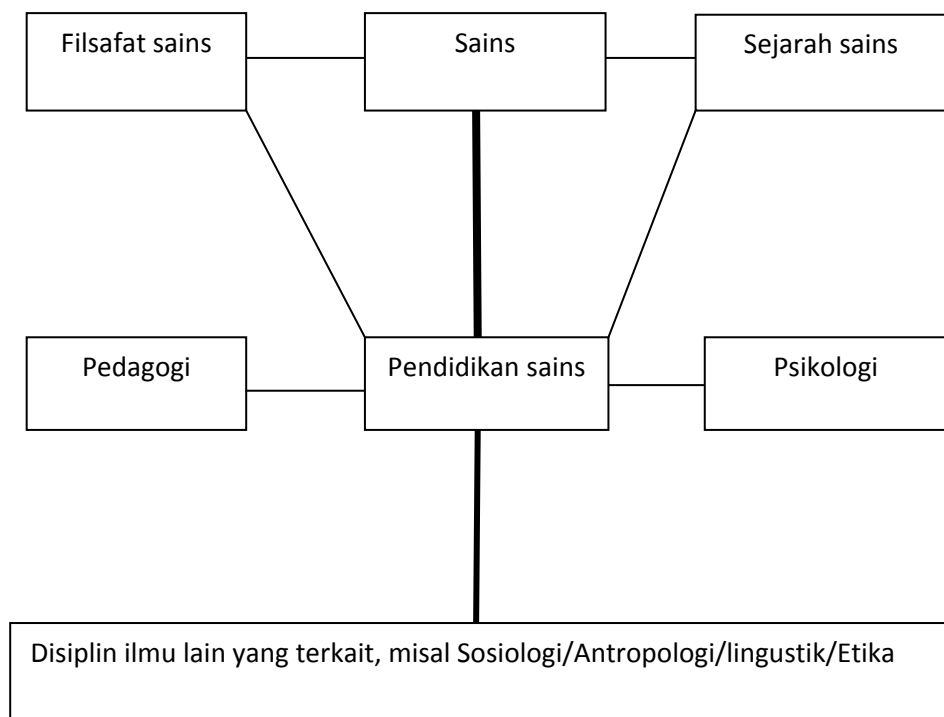 Filsafat sains
Sains
Sejarah sains
Pedagogi
Pendidikan sains
Psikologi
Disiplin ilmu lain yang terkait, misal Sosiologi/Antropologi/lingustik/Etika